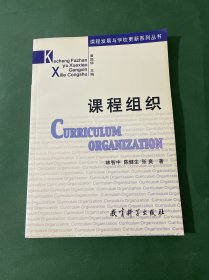 课程发展与学校更新系列丛书
Kecheng Fazhan
yu Xuexiao
Gengxin
Xilie Congshu
课程组织
CURRICULUM
ORGANIZATION
教育科学出版社